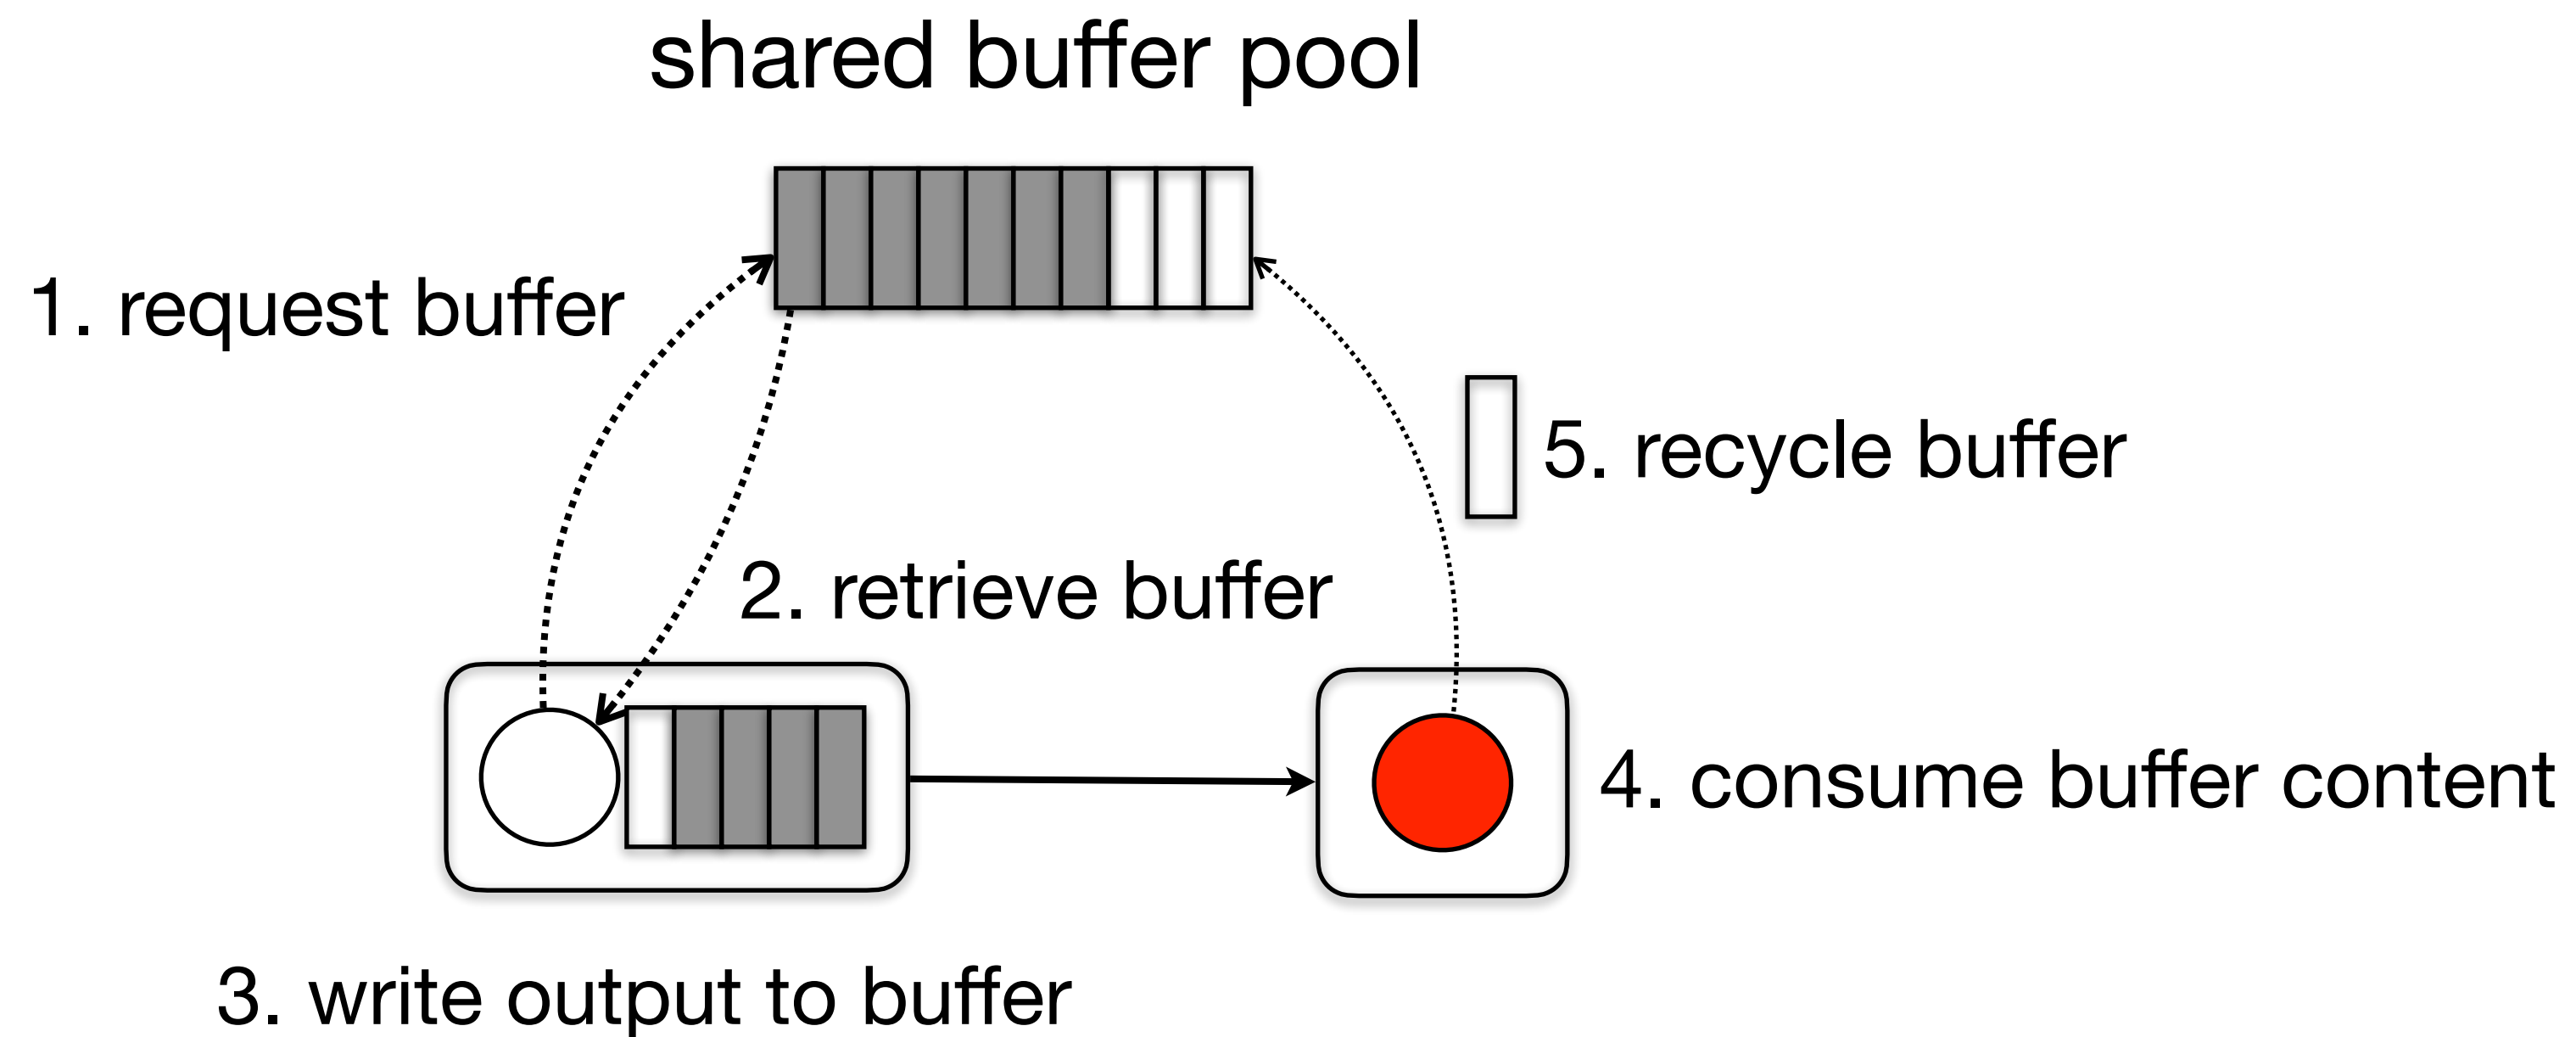 shared buffer pool
1. request buffer
5. recycle buffer
2. retrieve buffer
4. consume buffer content
3. write output to buffer